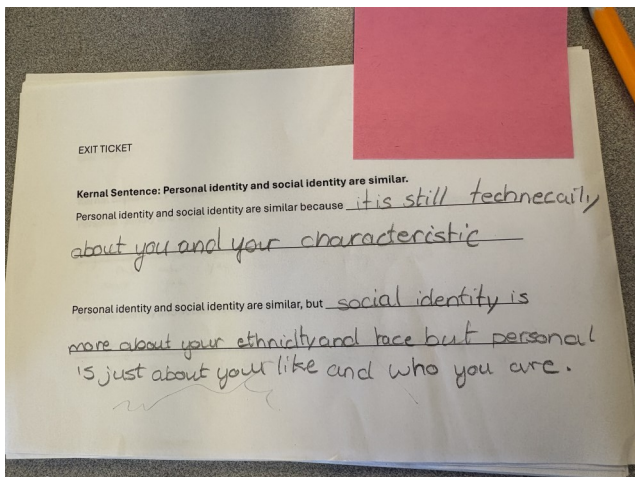 EXIT TICKET
Kernal Sentence: Personal identity and social identity are similar.
Personal identity and social identity are similar because it is still technecaily
about you and your characteristic
Personal identity and social identity are similar, but social identity is
more about your ethnicity and race but personal
is just about your like and who you are.